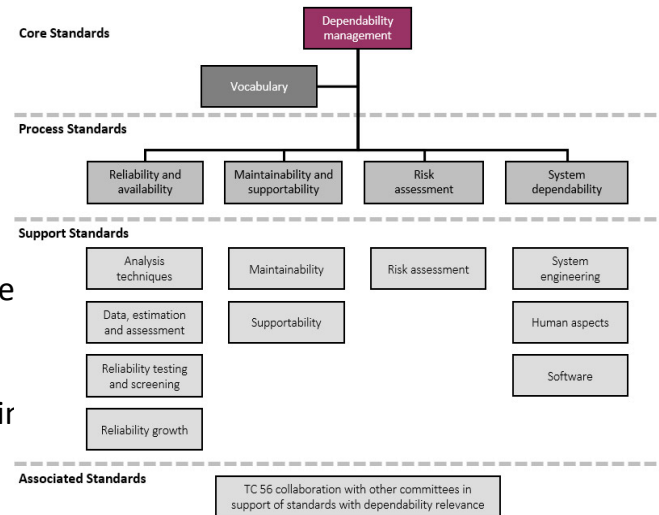 Core Standards
Dependability
management
Vocabulary
Process Standards
Reliability and
availability
Maintainability and
supportability
Risk
assessment
System
dependability
Support Standards
Analysis
techniques
Maintainability
Risk assessment
System
engineering
Data, estimation
and assessment
Supportability
Human aspects
Reliability testing
and screening
Software
Reliability growth
Associated Standards
TC 56 collaboration with other committees in
support of standards with dependability relevance